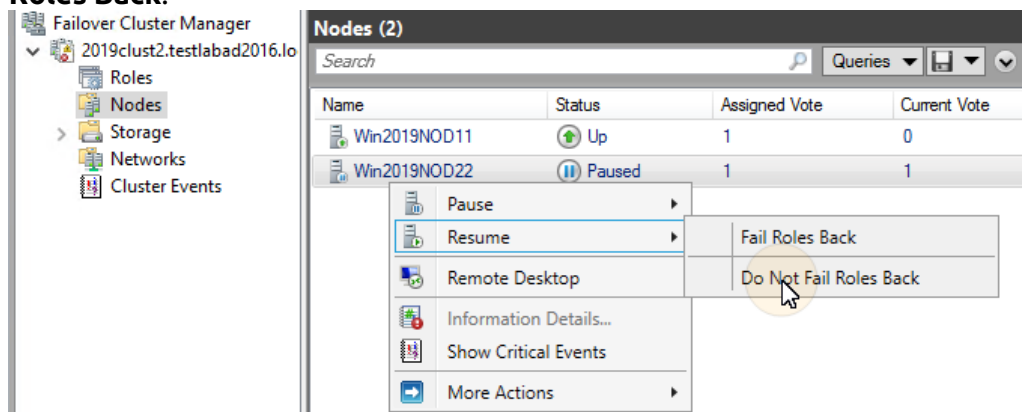 Roles Back.
Failover Cluster Manager
2019clust2.testlabad2016.lo
Roles
Nodes
Storage
Networks
Cluster Events
Nodes (2)
Search
Queries
Name Status Assigned Vote Current Vote
Win2019NOD11 Up 1 0
Win2019NOD22 Paused 1 1
Pause
Resume
Remote Desktop
Information Details...
Show Critical Events
More Actions
Fail Roles Back
Do Not Fail Roles Back